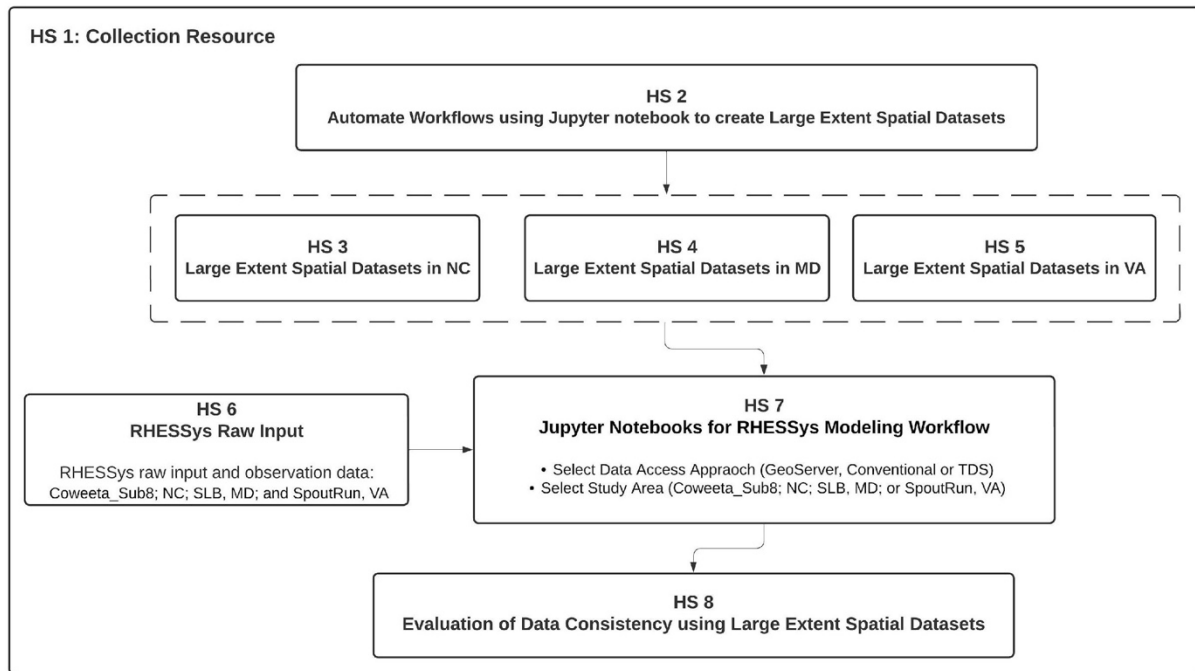 HS 1: Collection Resource
HS 2
Automate Workflows using Jupyter notebook to create Large Extent Spatial Datasets
HS 3
Large Extent Spatial Datasets in NC
HS 4
Large Extent Spatial Datasets in MD
HS 5
Large Extent Spatial Datasets in VA
HS 6
RHESSys Raw Input
RHESSys raw input and observation data:
Coweeta_Sub8; NC; SLB, MD; and SpoutRun, VA
HS 7
Jupyter Notebooks for RHESSys Modeling Workflow
• Select Data Access Appraoch (GeoServer, Conventional or TDS)
• Select Study Area (Coweeta_Sub8; NC; SLB, MD; or SpoutRun, VA)
HS 8
Evaluation of Data Consistency using Large Extent Spatial Datasets